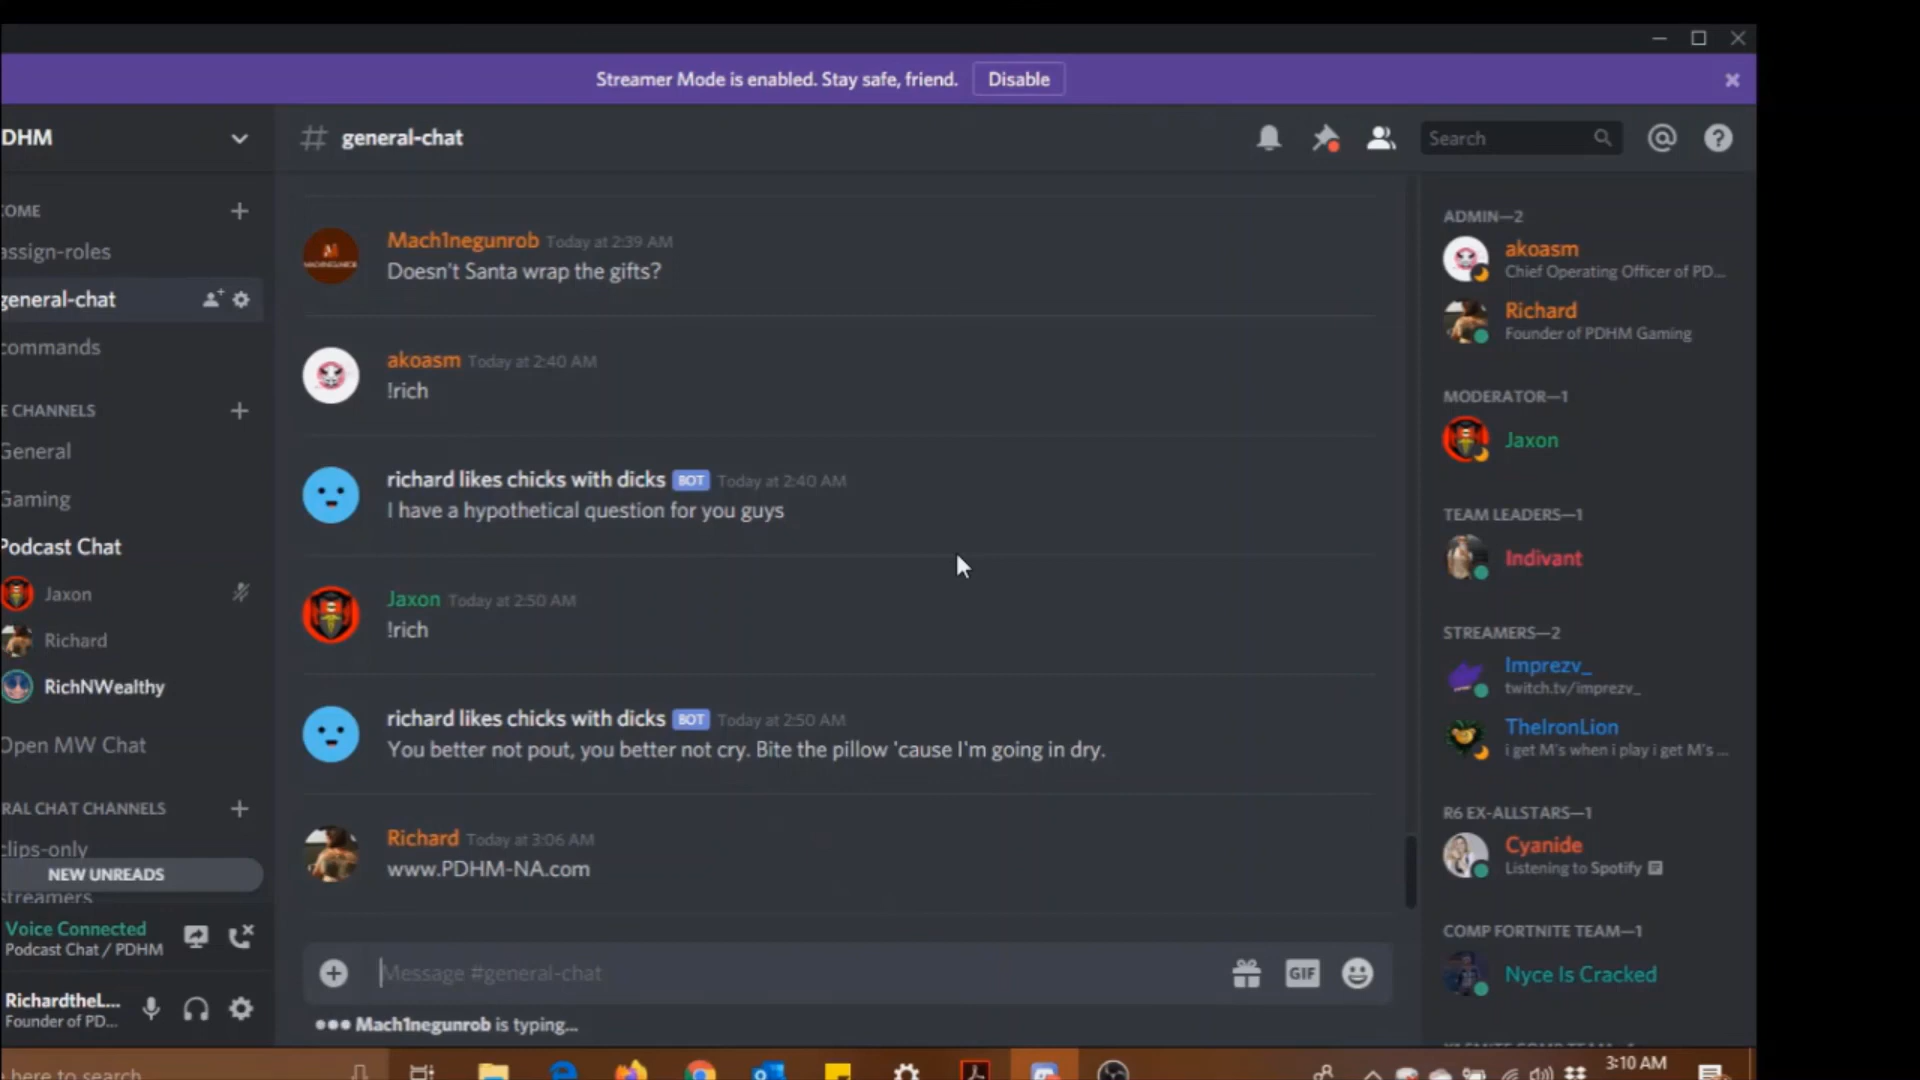 Streamer Mode is enabled. Stay safe, friend. Disable
DHM
general-chat
Search
OME
assign-roles
general-chat
commands
E CHANNELS
General
Gaming
Podcast Chat
Jaxon
Richard
RichNWealthy
Open MW Chat
RAL CHAT CHANNELS
clips-only
NEW UNREADS
streamers
Voice Connected
Podcast Chat / PDHM
RichardtheL...
Founder of PD...
Mach1negunrob Today at 2:39 AM
Doesn't Santa wrap the gifts?
akoasm Today at 2:40 AM
!rich
richard likes chicks with dicks BOT Today at 2:40 AM
I have a hypothetical question for you guys
Jaxon Today at 2:50 AM
!rich
richard likes chicks with dicks BOT Today at 2:50 AM
You better not pout, you better not cry. Bite the pillow 'cause I'm going in dry.
Richard Today at 3:06 AM
www.PDHM-NA.com
Message #general-chat
GIF
Mach1negunrob is typing...
ADMIN—2
akoasm
Chief Operating Officer of PD...
Richard
Founder of PDHM Gaming
MODERATOR—1
Jaxon
TEAM LEADERS—1
Indivant
STREAMERS—2
Imprezv_
twitch.tv/imprezv_
TheIronLion
i get M's when i play i get M's ...
R6 EX-ALLSTARS—1
Cyanide
Listening to Spotify
COMP FORTNITE TEAM—1
Nyce Is Cracked
here to search
3:10 AM